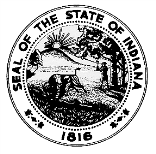 SEAL OF THE STATE OF INDIANA
1816